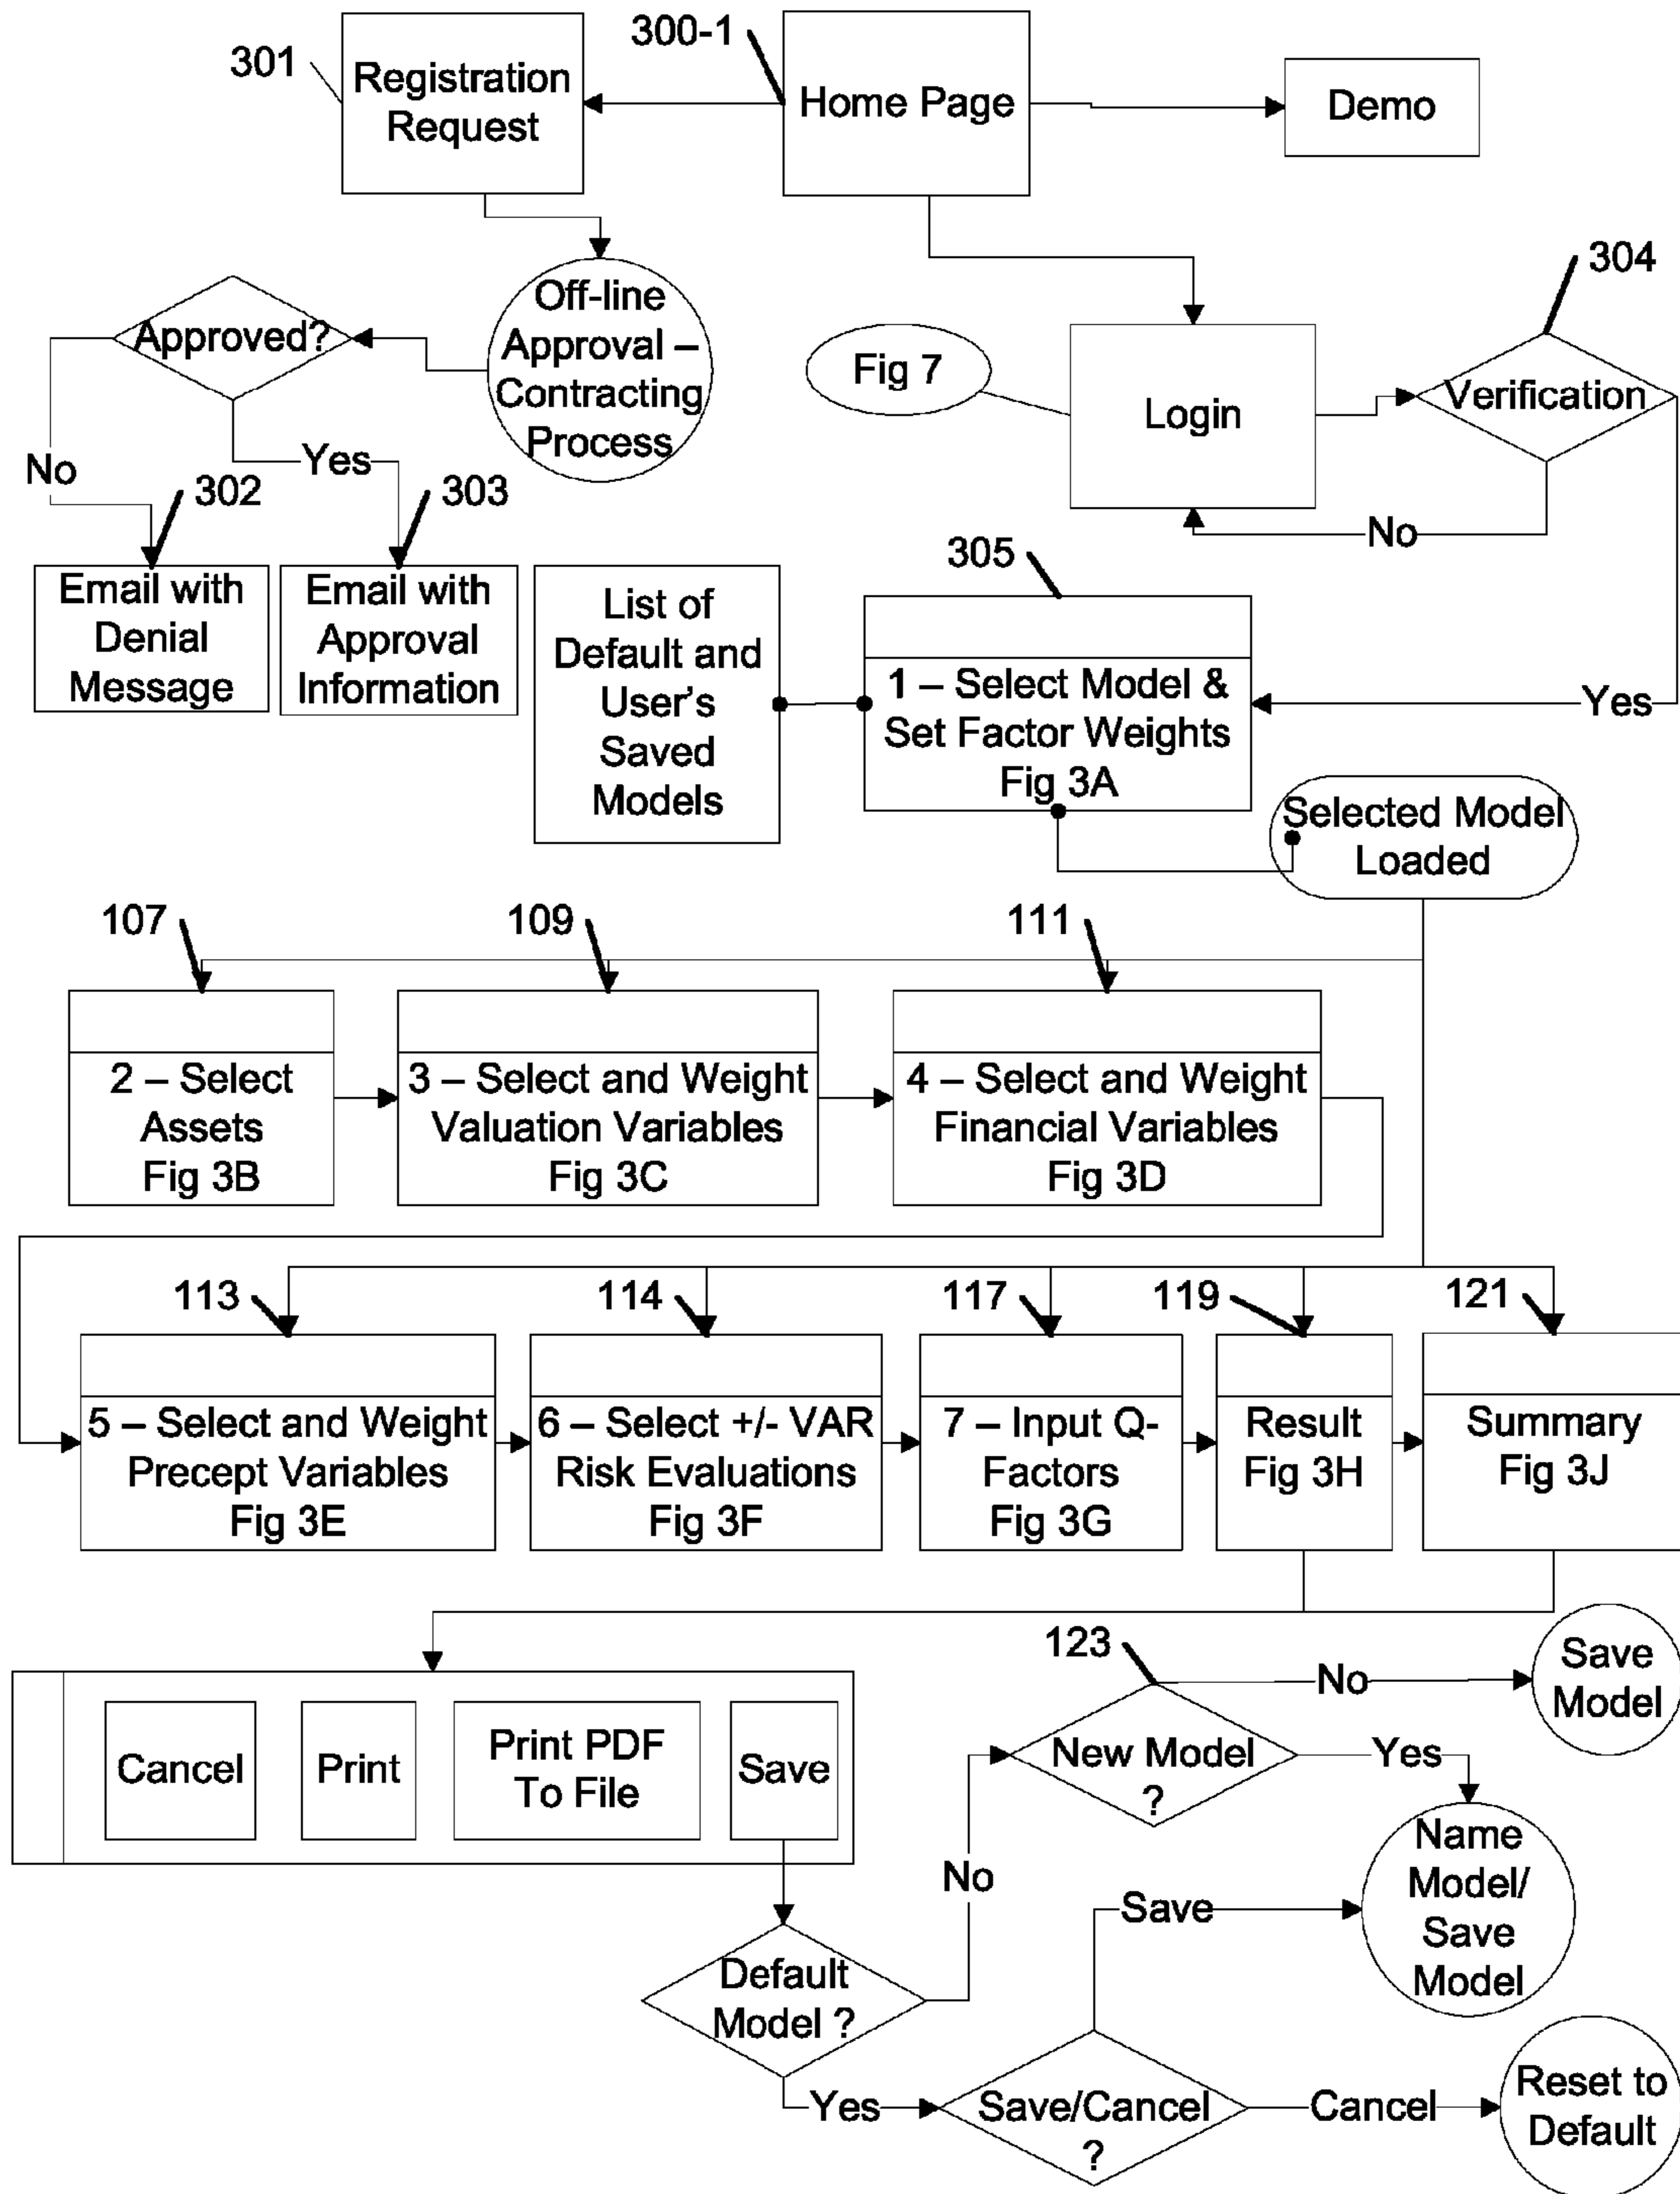 301
Registration
Request
300-1
Home Page
Demo
304
Approved?
Off-line
Approval –
Contracting
Process
Fig 7
Login
Verification
No
Yes
302
303
No
305
Email with
Denial
Message
Email with
Approval
Information
List of
Default and
User's
Saved
Models
1 – Select Model &
Set Factor Weights
Fig 3A
Yes
Selected Model
Loaded
107
109
111
2 – Select
Assets
Fig 3B
3 – Select and Weight
Valuation Variables
Fig 3C
4 – Select and Weight
Financial Variables
Fig 3D
113
114
117
119
121
5 – Select and Weight
Precept Variables
Fig 3E
6 – Select +/- VAR
Risk Evaluations
Fig 3F
7 – Input Q-
Factors
Fig 3G
Result
Fig 3H
Summary
Fig 3J
123
No
Save
Model
Cancel
Print
Print PDF
To File
Save
New Model
?
Yes
Name
Model/
Save
Model
No
Save
Default
Model ?
Yes
Save/Cancel
?
Cancel
Reset to
Default